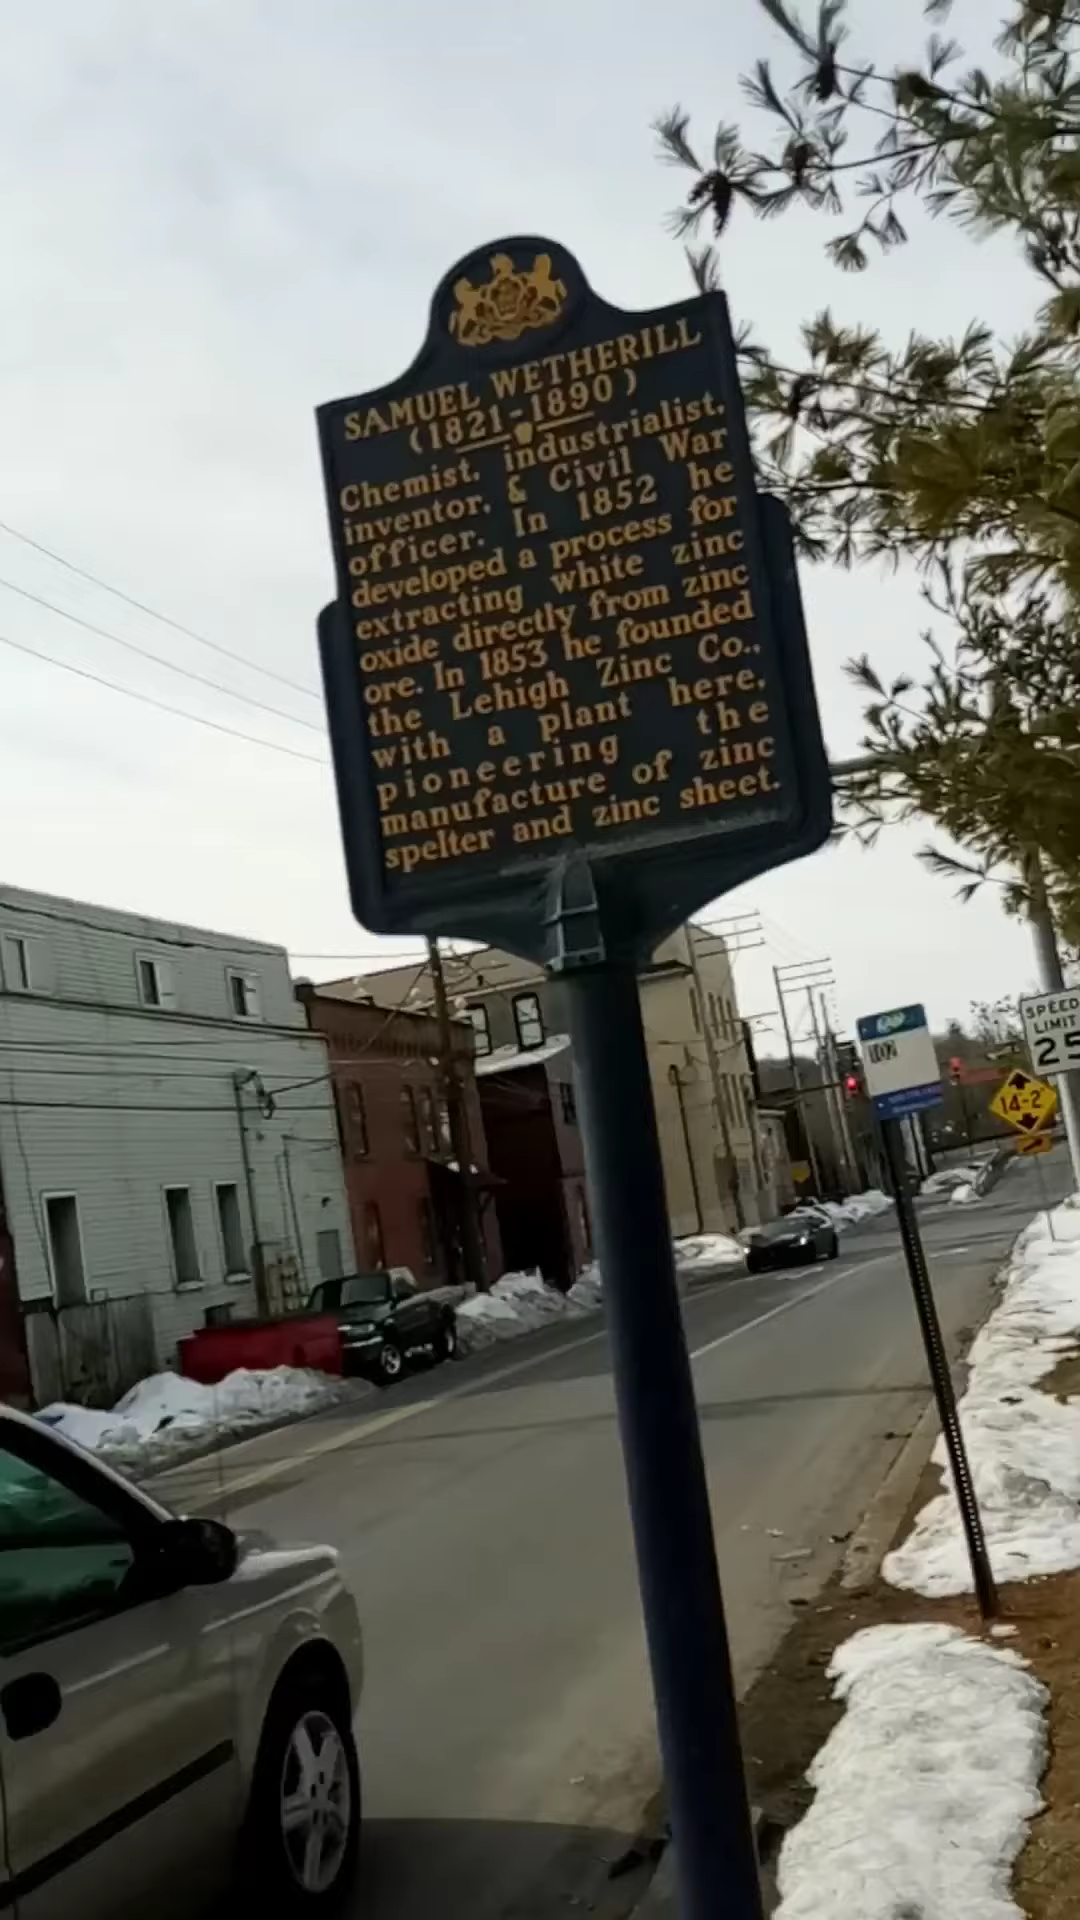 SAMUEL WETHERILL
(1821-1890)
Chemist, industrialist,
inventor, & Civil War
officer. In 1852 he
developed a process for
extracting white zinc
oxide directly from zinc
ore. In 1853 he founded
the Lehigh Zinc Co.,
with a plant here,
pioneering the
manufacture of zinc
spelter and zinc sheet.
SPEED
LIMIT
25
14-2"